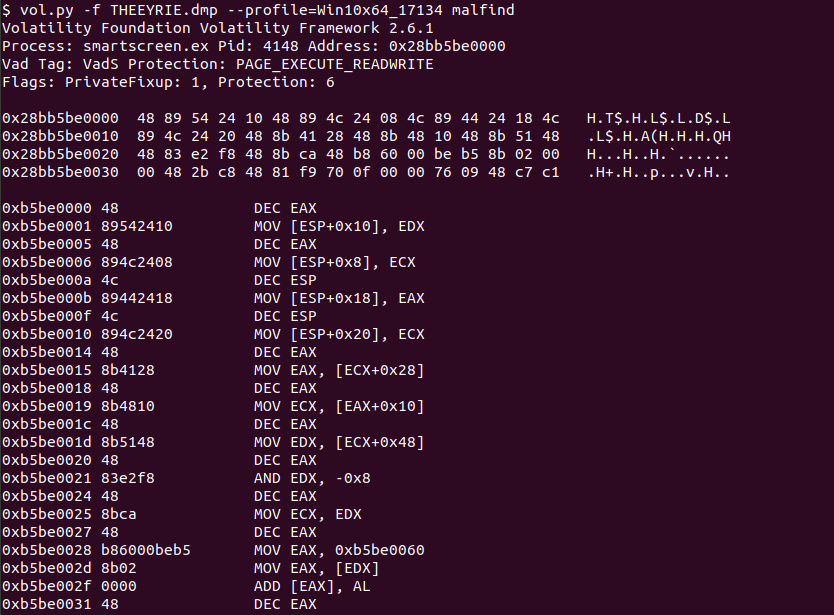 $ vol.py -f THEEYRIE.dmp --profile=Win10x64_17134 malfind
Volatility Foundation Volatility Framework 2.6.1
Process: smartscreen.ex Pid: 4148 Address: 0x28bb5be0000
Vad Tag: VadS Protection: PAGE_EXECUTE_READWRITE
Flags: PrivateFixup: 1, Protection: 6

0x28bb5be0000  48 89 54 24 10 48 89 4c 24 08 4c 89 44 24 18 4c   H.T$.H.L$.L.D$.L
0x28bb5be0010  89 4c 24 20 48 8b 41 28 48 8b 48 10 48 8b 51 48   .L$.H.A(H.H.H.QH
0x28bb5be0020  48 83 e2 f8 48 8b ca 48 b8 60 00 be b5 8b 02 00   H...H..H.`......
0x28bb5be0030  00 48 2b c8 48 81 f9 70 0f 00 00 76 09 48 c7 c1   .H+.H..p...v.H..

0xb5be0000 48               DEC EAX
0xb5be0001 89542410         MOV [ESP+0x10], EDX
0xb5be0005 48               DEC EAX
0xb5be0006 894c2408         MOV [ESP+0x8], ECX
0xb5be000a 4c               DEC ESP
0xb5be000b 89442418         MOV [ESP+0x18], EAX
0xb5be000f 4c               DEC ESP
0xb5be0010 894c2420         MOV [ESP+0x20], ECX
0xb5be0014 48               DEC EAX
0xb5be0015 8b4128           MOV EAX, [ECX+0x28]
0xb5be0018 48               DEC EAX
0xb5be0019 8b4810           MOV ECX, [EAX+0x10]
0xb5be001c 48               DEC EAX
0xb5be001d 8b5148           MOV EDX, [ECX+0x48]
0xb5be0020 48               DEC EAX
0xb5be0021 83e2f8           AND EDX, -0x8
0xb5be0024 48               DEC EAX
0xb5be0025 8bca             MOV ECX, EDX
0xb5be0027 48               DEC EAX
0xb5be0028 b86000beb5       MOV EAX, 0xb5be0060
0xb5be002d 8b02             MOV EAX, [EDX]
0xb5be002f 0000             ADD [EAX], AL
0xb5be0031 48               DEC EAX